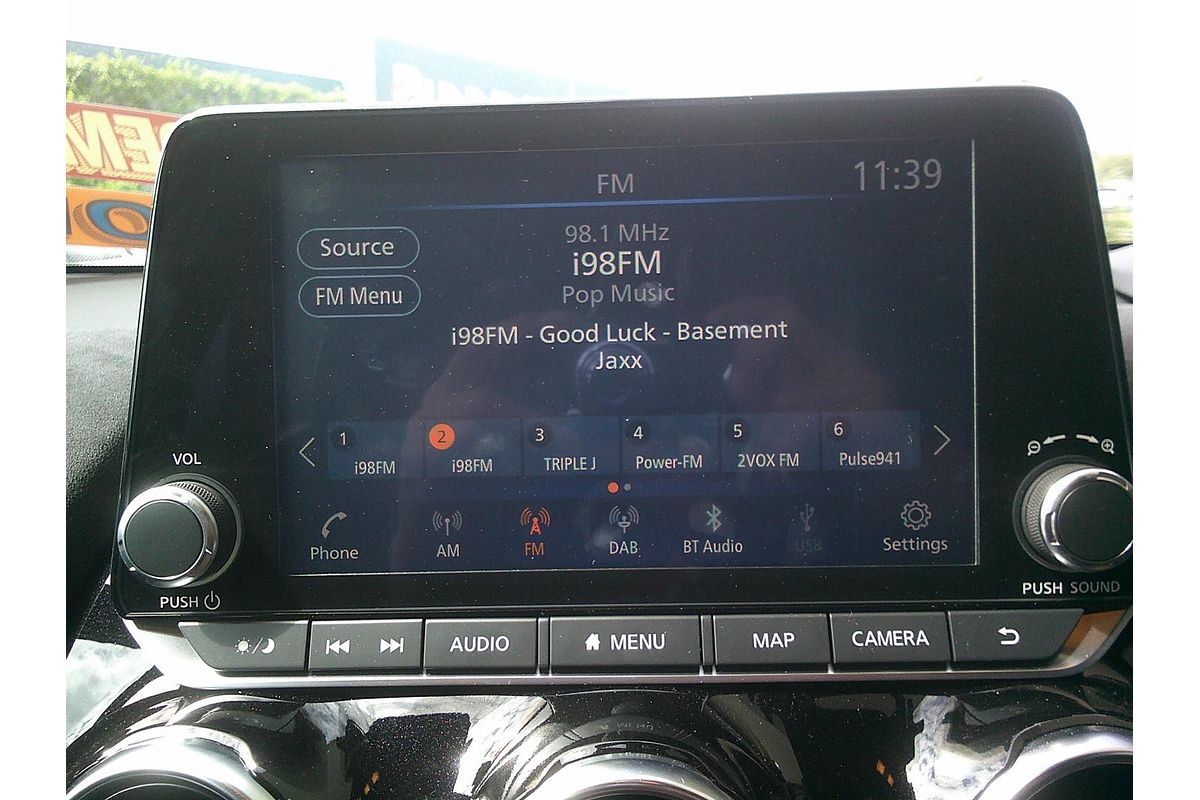 FM
11:39
98.1 MHz
Source
i98FM
FM Menu
Pop Music
i98FM - Good Luck - Basement
Jaxx
1
i98FM
2
i98FM
3
TRIPLE J
4
Power-FM
5
2VOX FM
6
Pulse941
VOL
PUSH
Phone
AM
FM
DAB
BT Audio
USB
Settings
PUSH SOUND
AUDIO
MENU
MAP
CAMERA